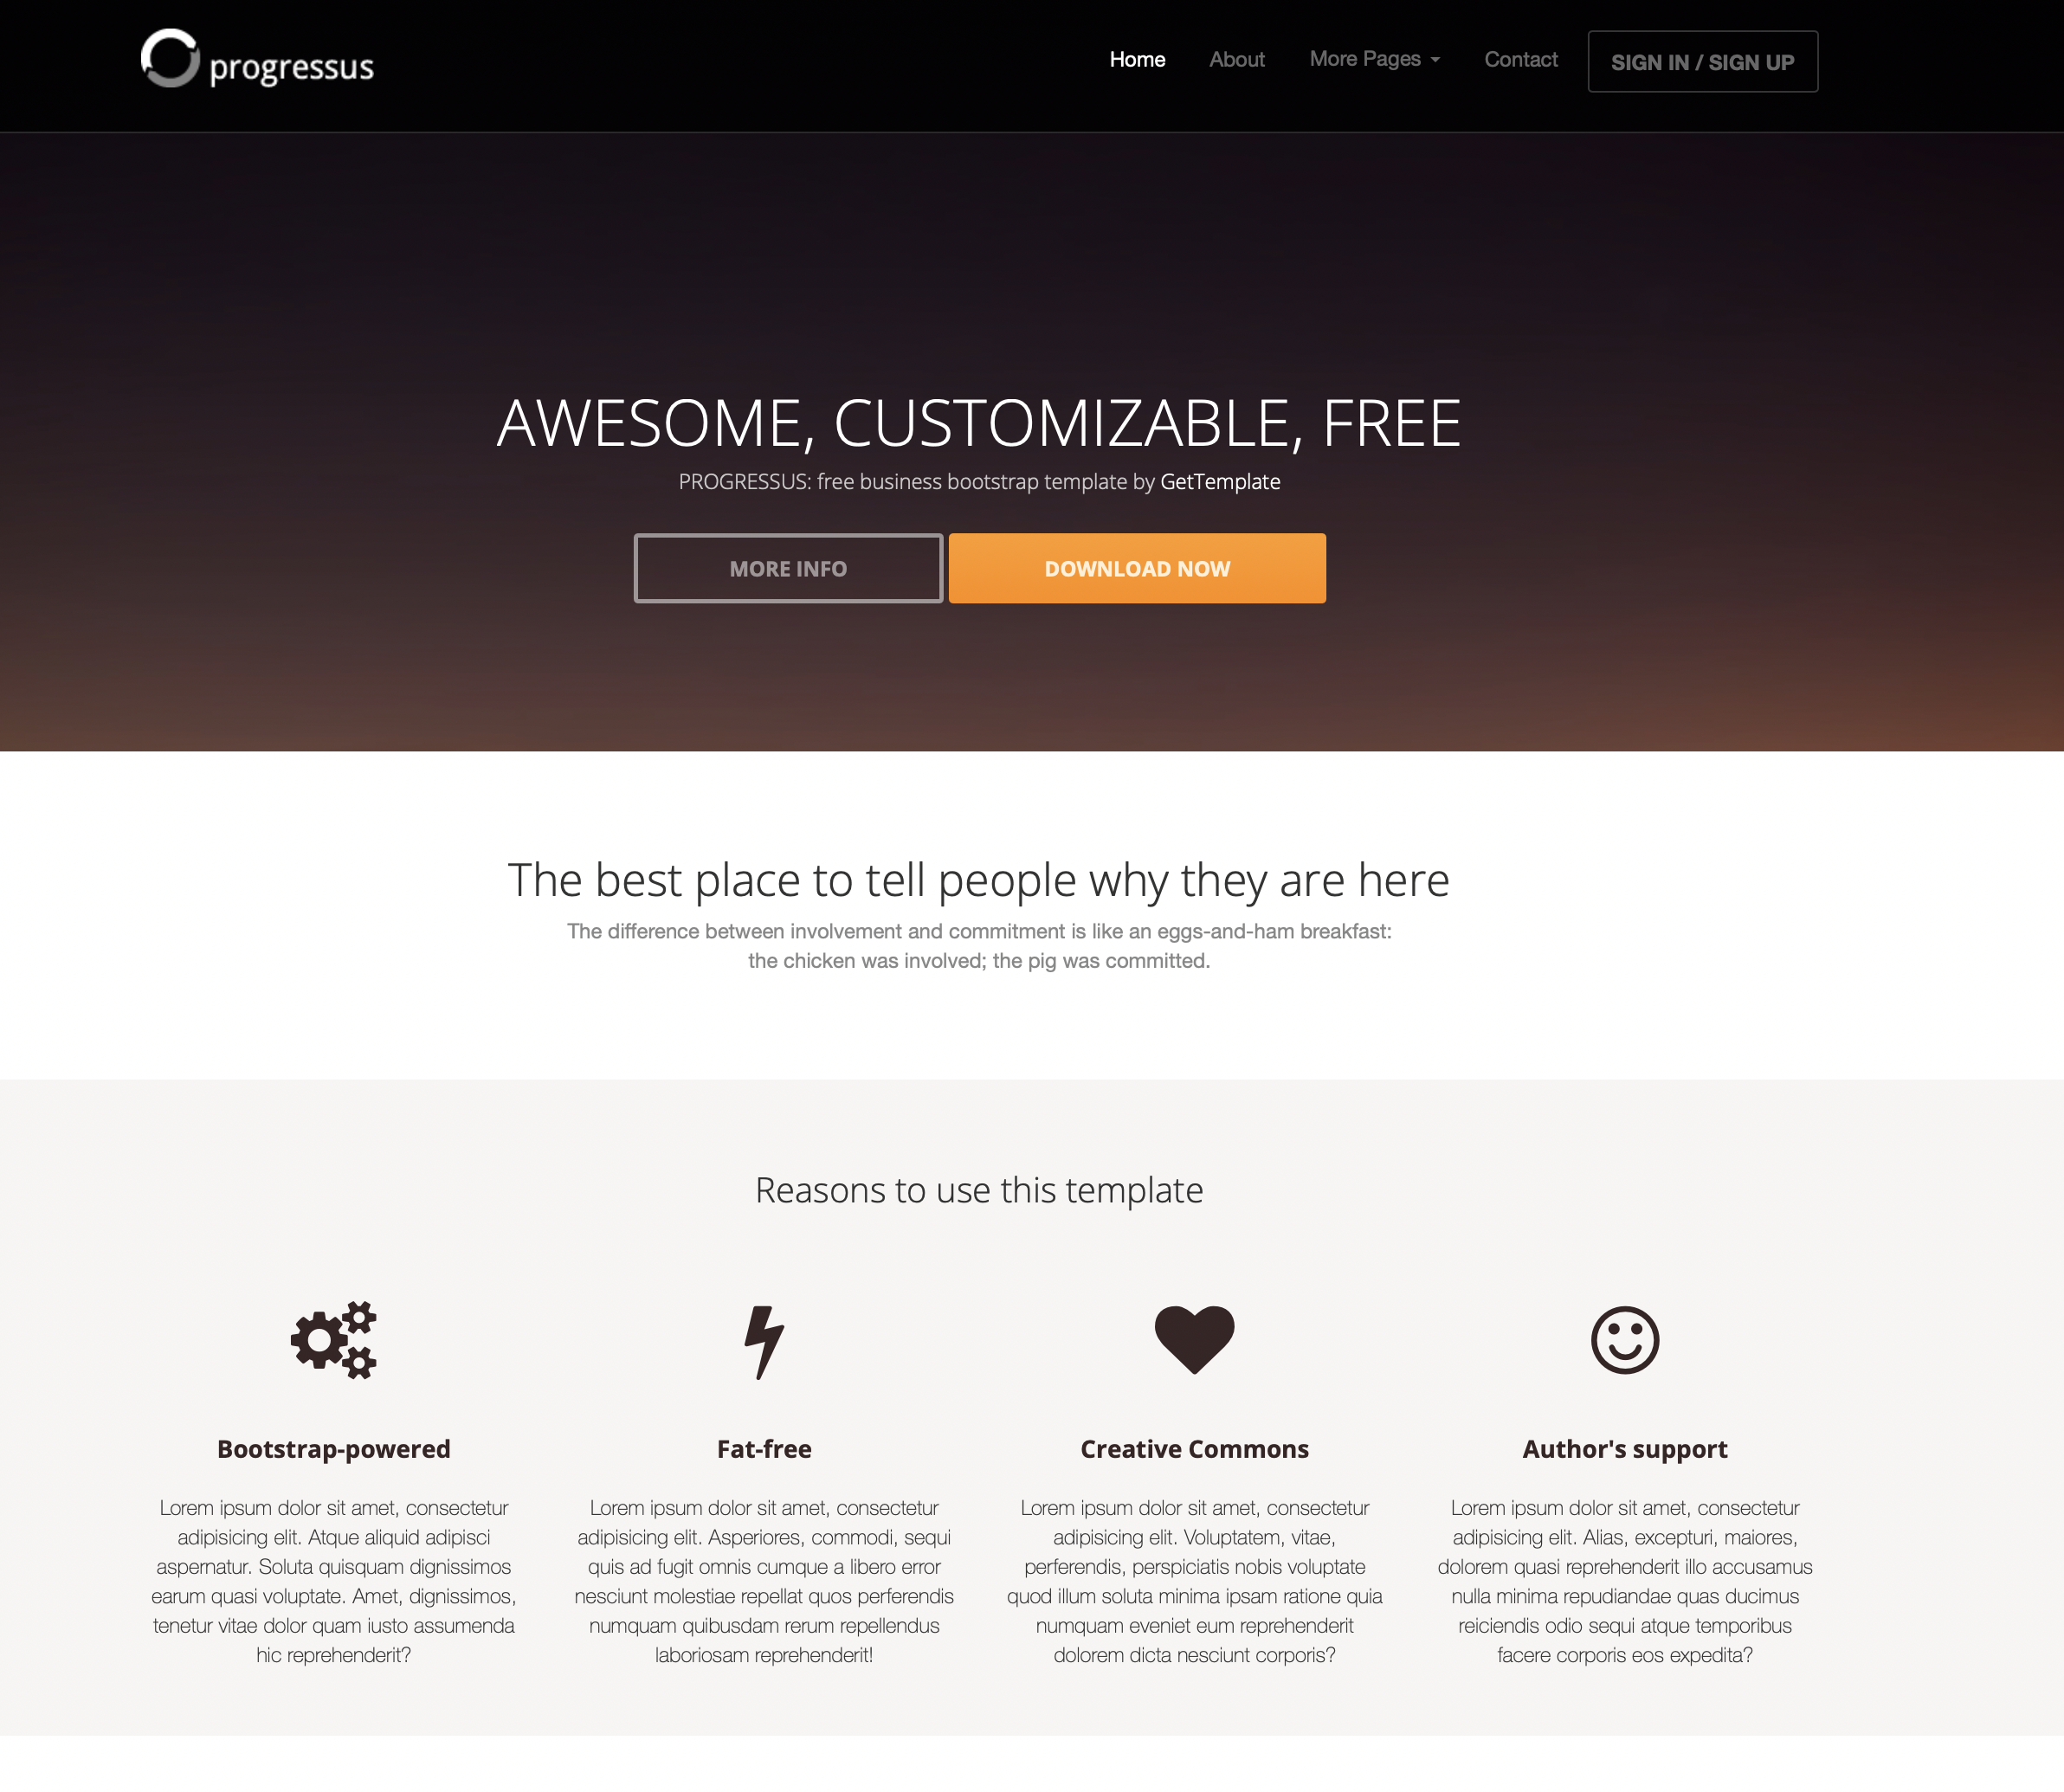 progressus
Home About More Pages Contact SIGN IN / SIGN UP
AWESOME, CUSTOMIZABLE, FREE
PROGRESSUS: free business bootstrap template by GetTemplate
MORE INFO DOWNLOAD NOW
The best place to tell people why they are here
The difference between involvement and commitment is like an eggs-and-ham breakfast:
the chicken was involved; the pig was committed.
Reasons to use this template
Bootstrap-powered
Lorem ipsum dolor sit amet, consectetur
adipisicing elit. Atque aliquid adipisci
aspernatur. Soluta quisquam dignissimos
earum quasi voluptate. Amet, dignissimos,
tenetur vitae dolor quam iusto assumenda
hic reprehenderit?
Fat-free
Lorem ipsum dolor sit amet, consectetur
adipisicing elit. Asperiores, commodi, sequi
quis ad fugit omnis cumque a libero error
nesciunt molestiae repellat quos perferendis
numquam quibusdam rerum repellendus
laboriosam reprehenderit!
Creative Commons
Lorem ipsum dolor sit amet, consectetur
adipisicing elit. Voluptatem, vitae,
perferendis, perspiciatis nobis voluptate
quod illum soluta minima ipsam ratione quia
numquam eveniet eum reprehenderit
dolorem dicta nesciunt corporis?
Author's support
Lorem ipsum dolor sit amet, consectetur
adipisicing elit. Alias, excepturi, maiores,
dolorem quasi reprehenderit illo accusamus
nulla minima repudiandae quas ducimus
reiciendis odio sequi atque temporibus
facere corporis eos expedita?